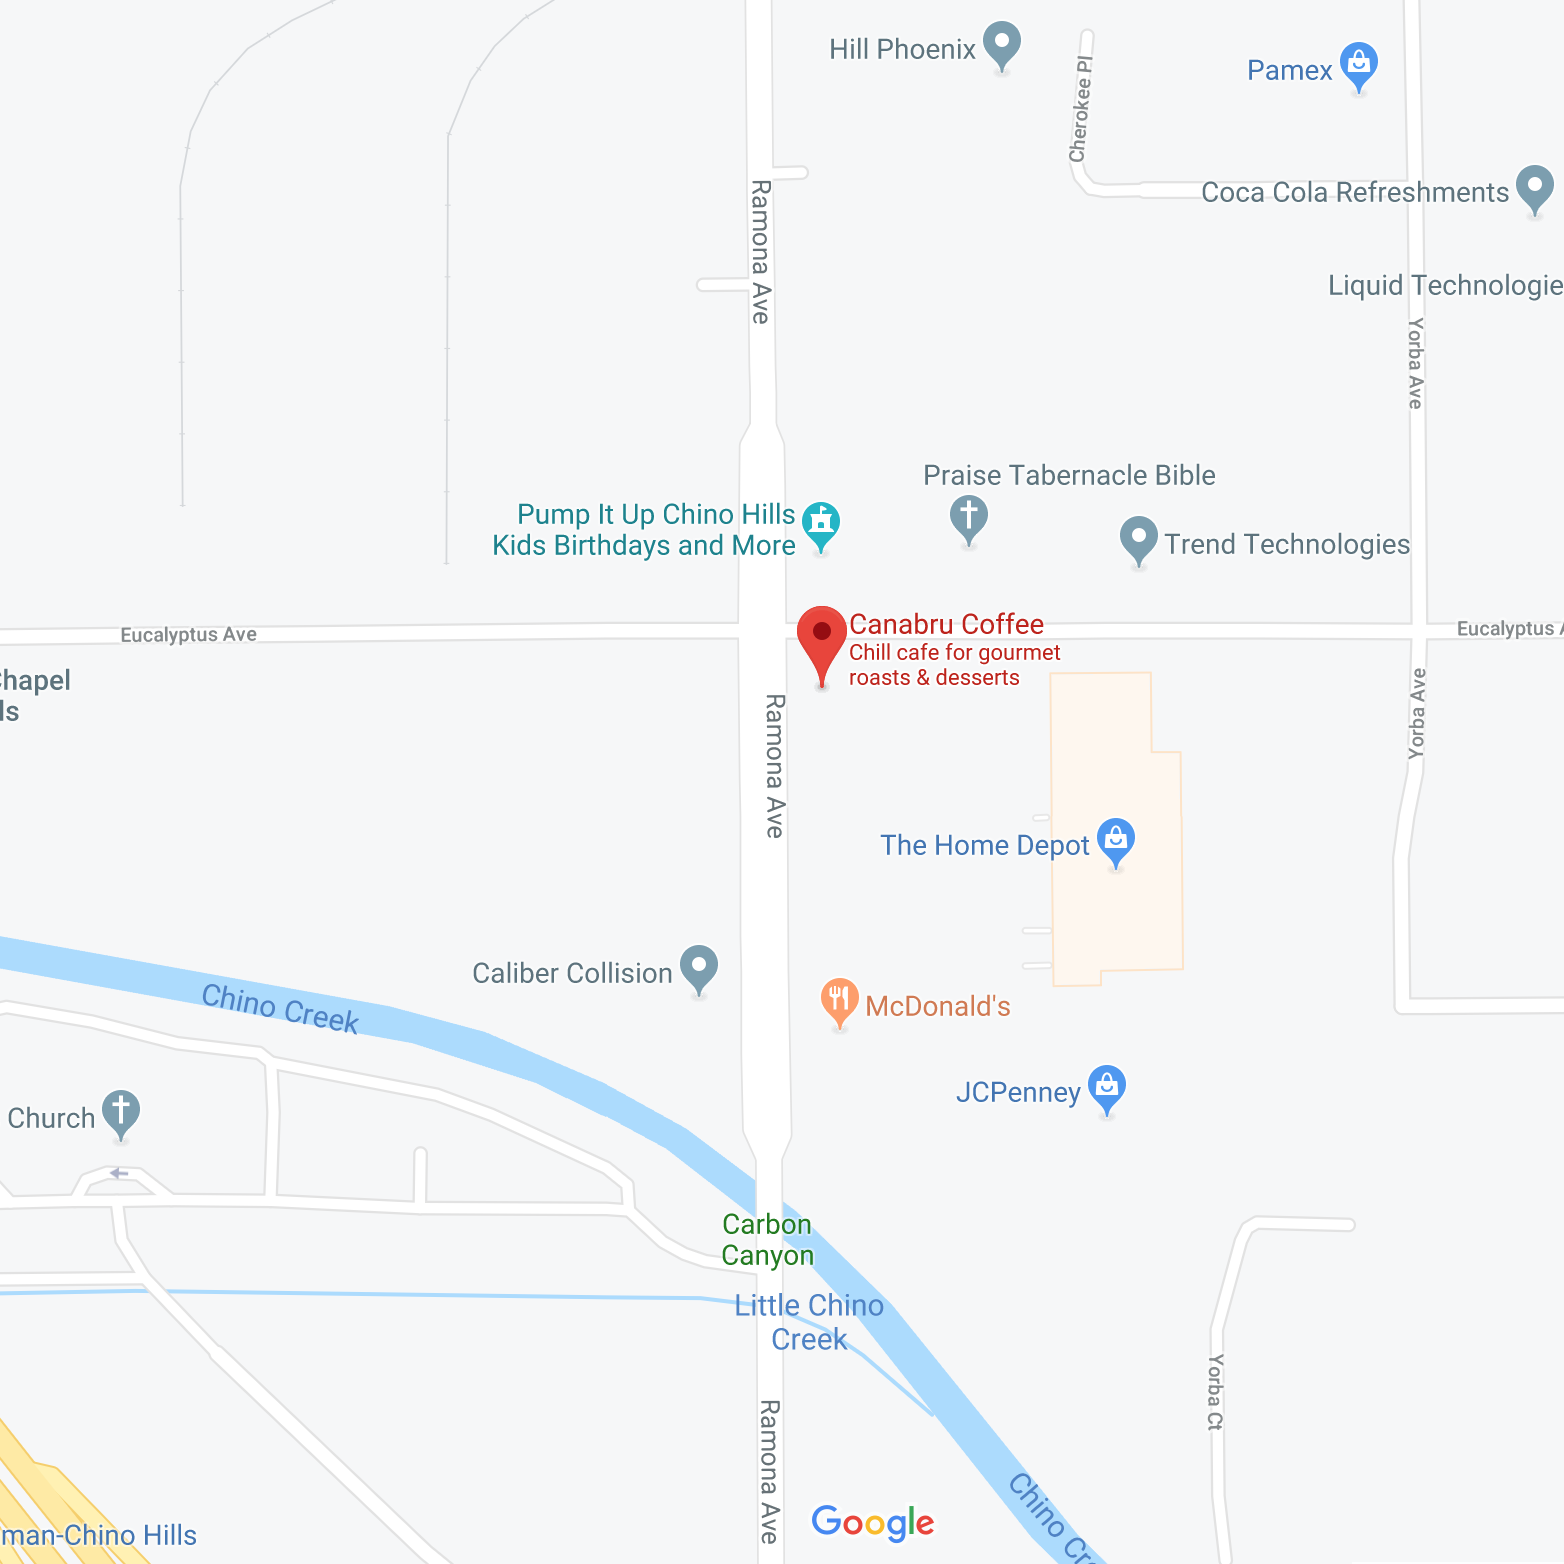 Hill Phoenix
Cherokee Pl
Pamex
Coca Cola Refreshments
Ramona Ave
Liquid Technologie
Yorba Ave
Praise Tabernacle Bible
Pump It Up Chino Hills
Kids Birthdays and More
Trend Technologies
Eucalyptus Ave
Canabru Coffee
Chill cafe for gourmet
roasts & desserts
Eucalyptus A
Chapel
ls
Ramona Ave
Yorba Ave
The Home Depot
Caliber Collision
Chino Creek
McDonald's
JCPenney
Church
Carbon
Canyon
Little Chino
Creek
Yorba Ct
Ramona Ave
Chino Cre
Google
man-Chino Hills